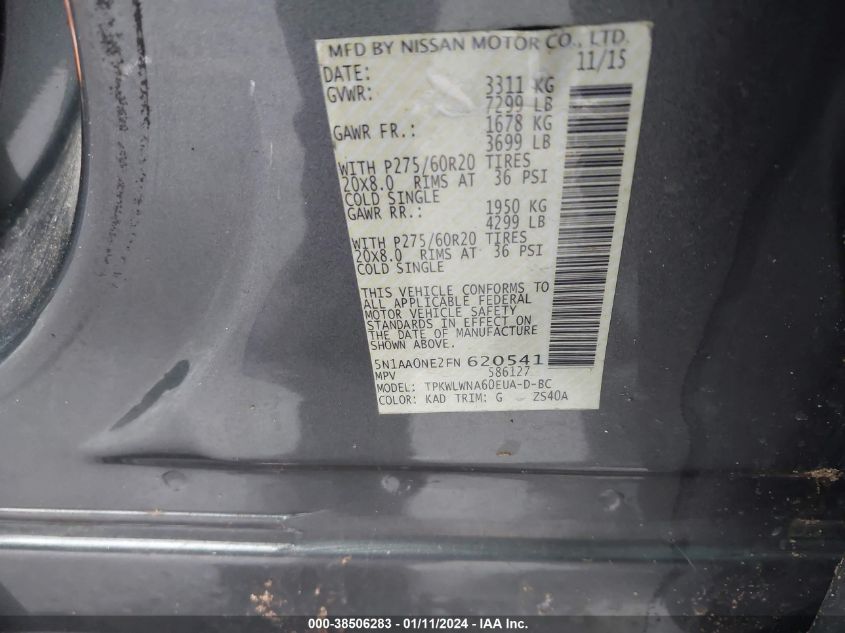 MFD BY NISSAN MOTOR CO., LTD.
DATE: 11/15
GVWR: 3311 KG
7299 LB
GAWR FR.: 1678 KG
3699 LB
WITH P275/60R20 TIRES
20X8.0 RIMS AT 36 PSI
COLD SINGLE
GAWR RR.: 1950 KG
4299 LB
WITH P275/60R20 TIRES
20X8.0 RIMS AT 36 PSI
COLD SINGLE
THIS VEHICLE CONFORMS TO
ALL APPLICABLE FEDERAL
MOTOR VEHICLE SAFETY
STANDARDS IN EFFECT ON
THE DATE OF MANUFACTURE
SHOWN ABOVE.
5N1AA0NE2FN 620541
MPV 586127
MODEL: TPKWLWNA60EUA-D-BC
COLOR: KAD TRIM: G ZS40A
000-38506283 - 01/11/2024 - IAA Inc.